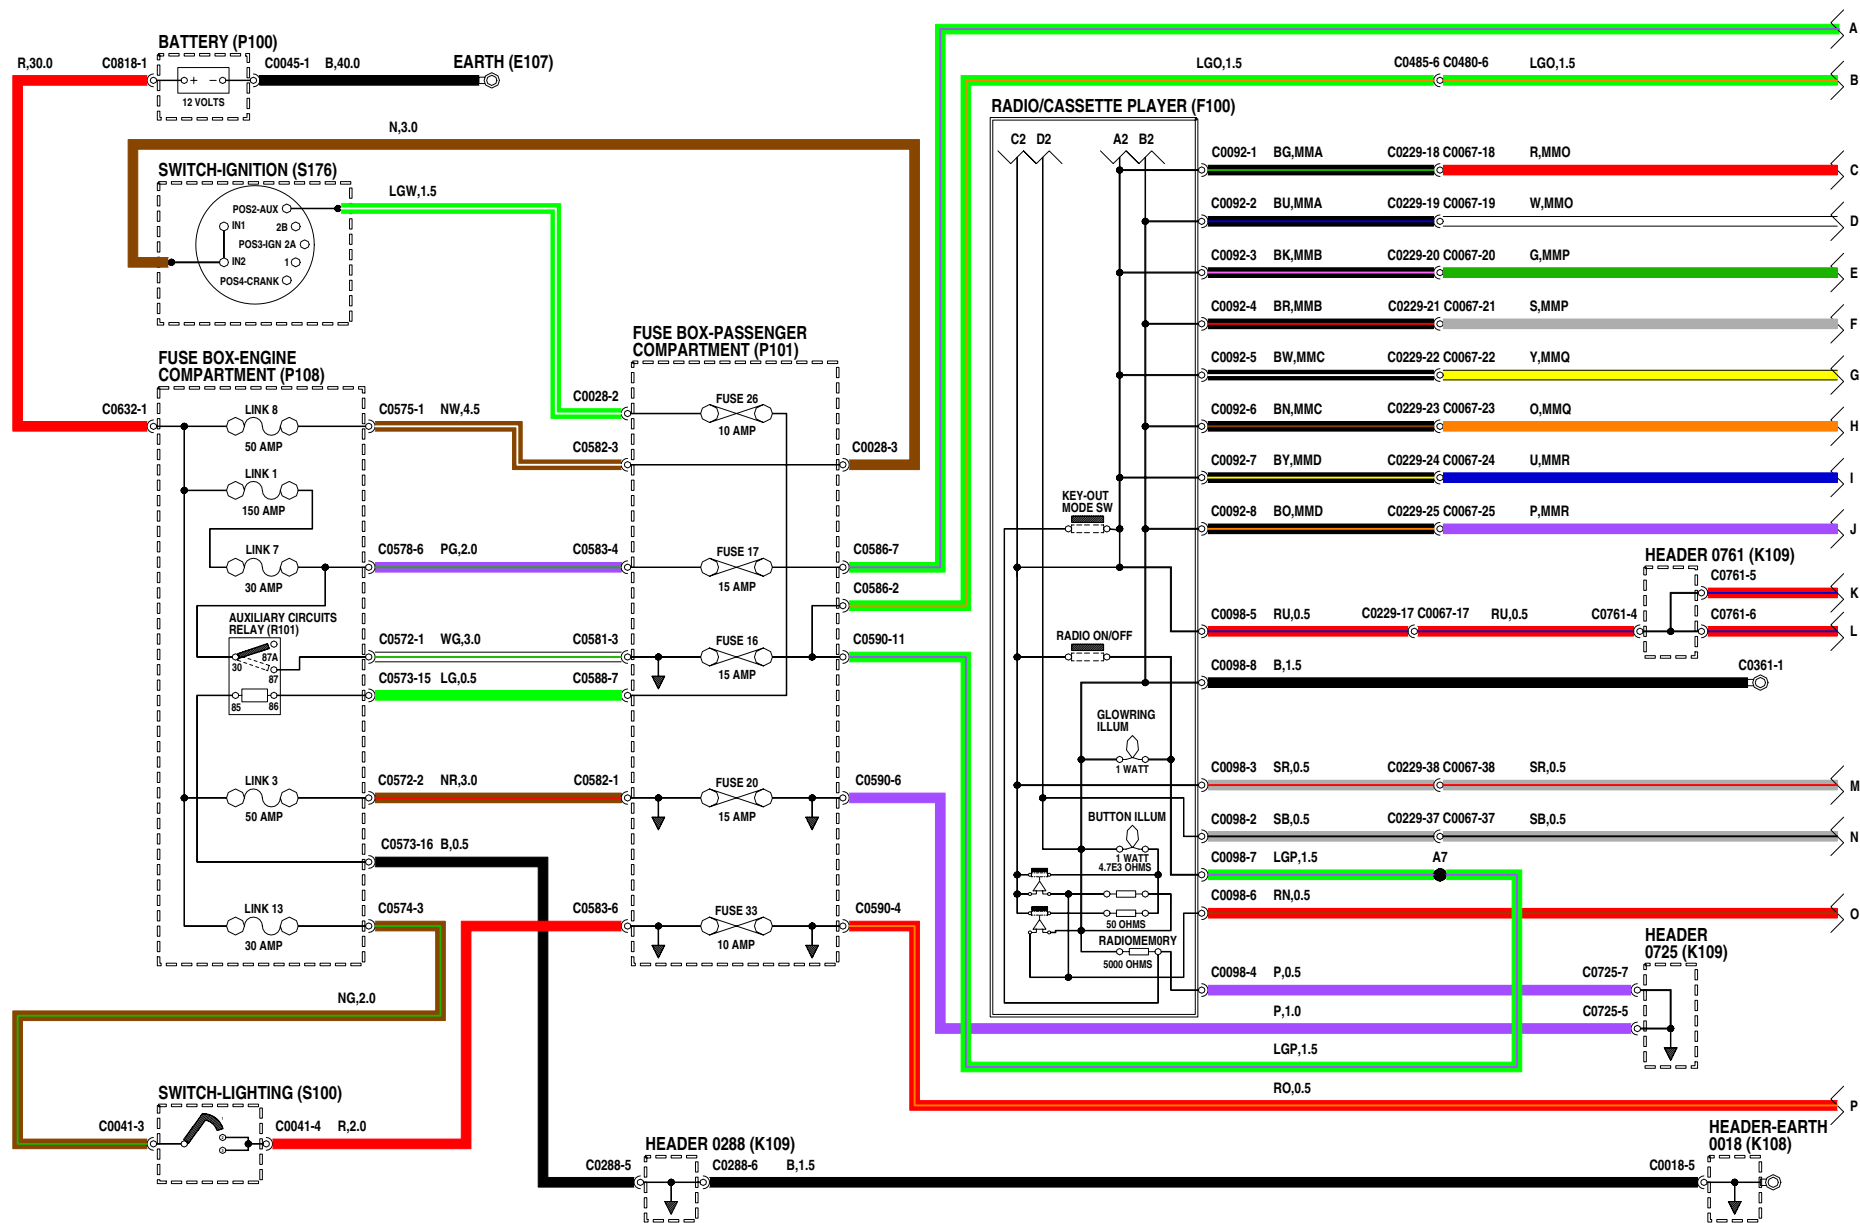 A
BATTERY (P100)
R,30.0 C0818-1 C0045-1 B,40.0 EARTH (E107)
+ −
12 VOLTS
LGO,1.5 C0485-6 C0480-6 LGO,1.5 B
RADIO/CASSETTE PLAYER (F100)
N,3.0
C2 D2 A2 B2
C0092-1 BG,MMA C0229-18 C0067-18 R,MMO C
SWITCH-IGNITION (S176)
LGW,1.5
POS2-AUX
IN1 2B
POS3-IGN 2A
IN2 1
POS4-CRANK
C0092-2 BU,MMA C0229-19 C0067-19 W,MMO D
C0092-3 BK,MMB C0229-20 C0067-20 G,MMP E
C0092-4 BR,MMB C0229-21 C0067-21 S,MMP F
FUSE BOX-PASSENGER
COMPARTMENT (P101)
FUSE BOX-ENGINE
COMPARTMENT (P108)
C0092-5 BW,MMC C0229-22 C0067-22 Y,MMQ G
C0632-1 LINK 8 C0575-1 NW,4.5 C0028-2 FUSE 26
50 AMP 10 AMP
C0092-6 BN,MMC C0229-23 C0067-23 O,MMQ H
C0582-3 C0028-3
C0092-7 BY,MMD C0229-24 C0067-24 U,MMR I
LINK 1
150 AMP
KEY-OUT
MODE SW
C0092-8 BO,MMD C0229-25 C0067-25 P,MMR J
LINK 7 C0578-6 PG,2.0 C0583-4 FUSE 17 C0586-7
30 AMP 15 AMP
HEADER 0761 (K109)
C0761-5 K
C0586-2
AUXILIARY CIRCUITS
RELAY (R101)
30 87A
87
85 86
C0098-5 RU,0.5 C0229-17 C0067-17 RU,0.5 C0761-4 C0761-6 L
C0572-1 WG,3.0 C0581-3 FUSE 16 C0590-11
15 AMP
RADIO ON/OFF
C0573-15 LG,0.5 C0588-7
C0098-8 B,1.5 C0361-1
GLOWRING
ILLUM
1 WATT
LINK 3 C0572-2 NR,3.0 C0582-1 FUSE 20 C0590-6
50 AMP 15 AMP
C0098-3 SR,0.5 C0229-38 C0067-38 SR,0.5 M
C0098-2 SB,0.5 C0229-37 C0067-37 SB,0.5 N
BUTTON ILLUM
1 WATT
4.7E3 OHMS
C0573-16 B,0.5
C0098-7 LGP,1.5 A7
C0098-6 RN,0.5 O
LINK 13 C0574-3 C0583-6 FUSE 33 C0590-4
30 AMP 10 AMP
50 OHMS
RADIOMEMORY
5000 OHMS
HEADER
0725 (K109)
C0098-4 P,0.5 C0725-7
NG,2.0
P,1.0 C0725-5
LGP,1.5
RO,0.5 P
SWITCH-LIGHTING (S100)
C0041-3 C0041-4 R,2.0
HEADER 0288 (K109)
C0288-5 C0288-6 B,1.5
HEADER-EARTH
0018 (K108)
C0018-5